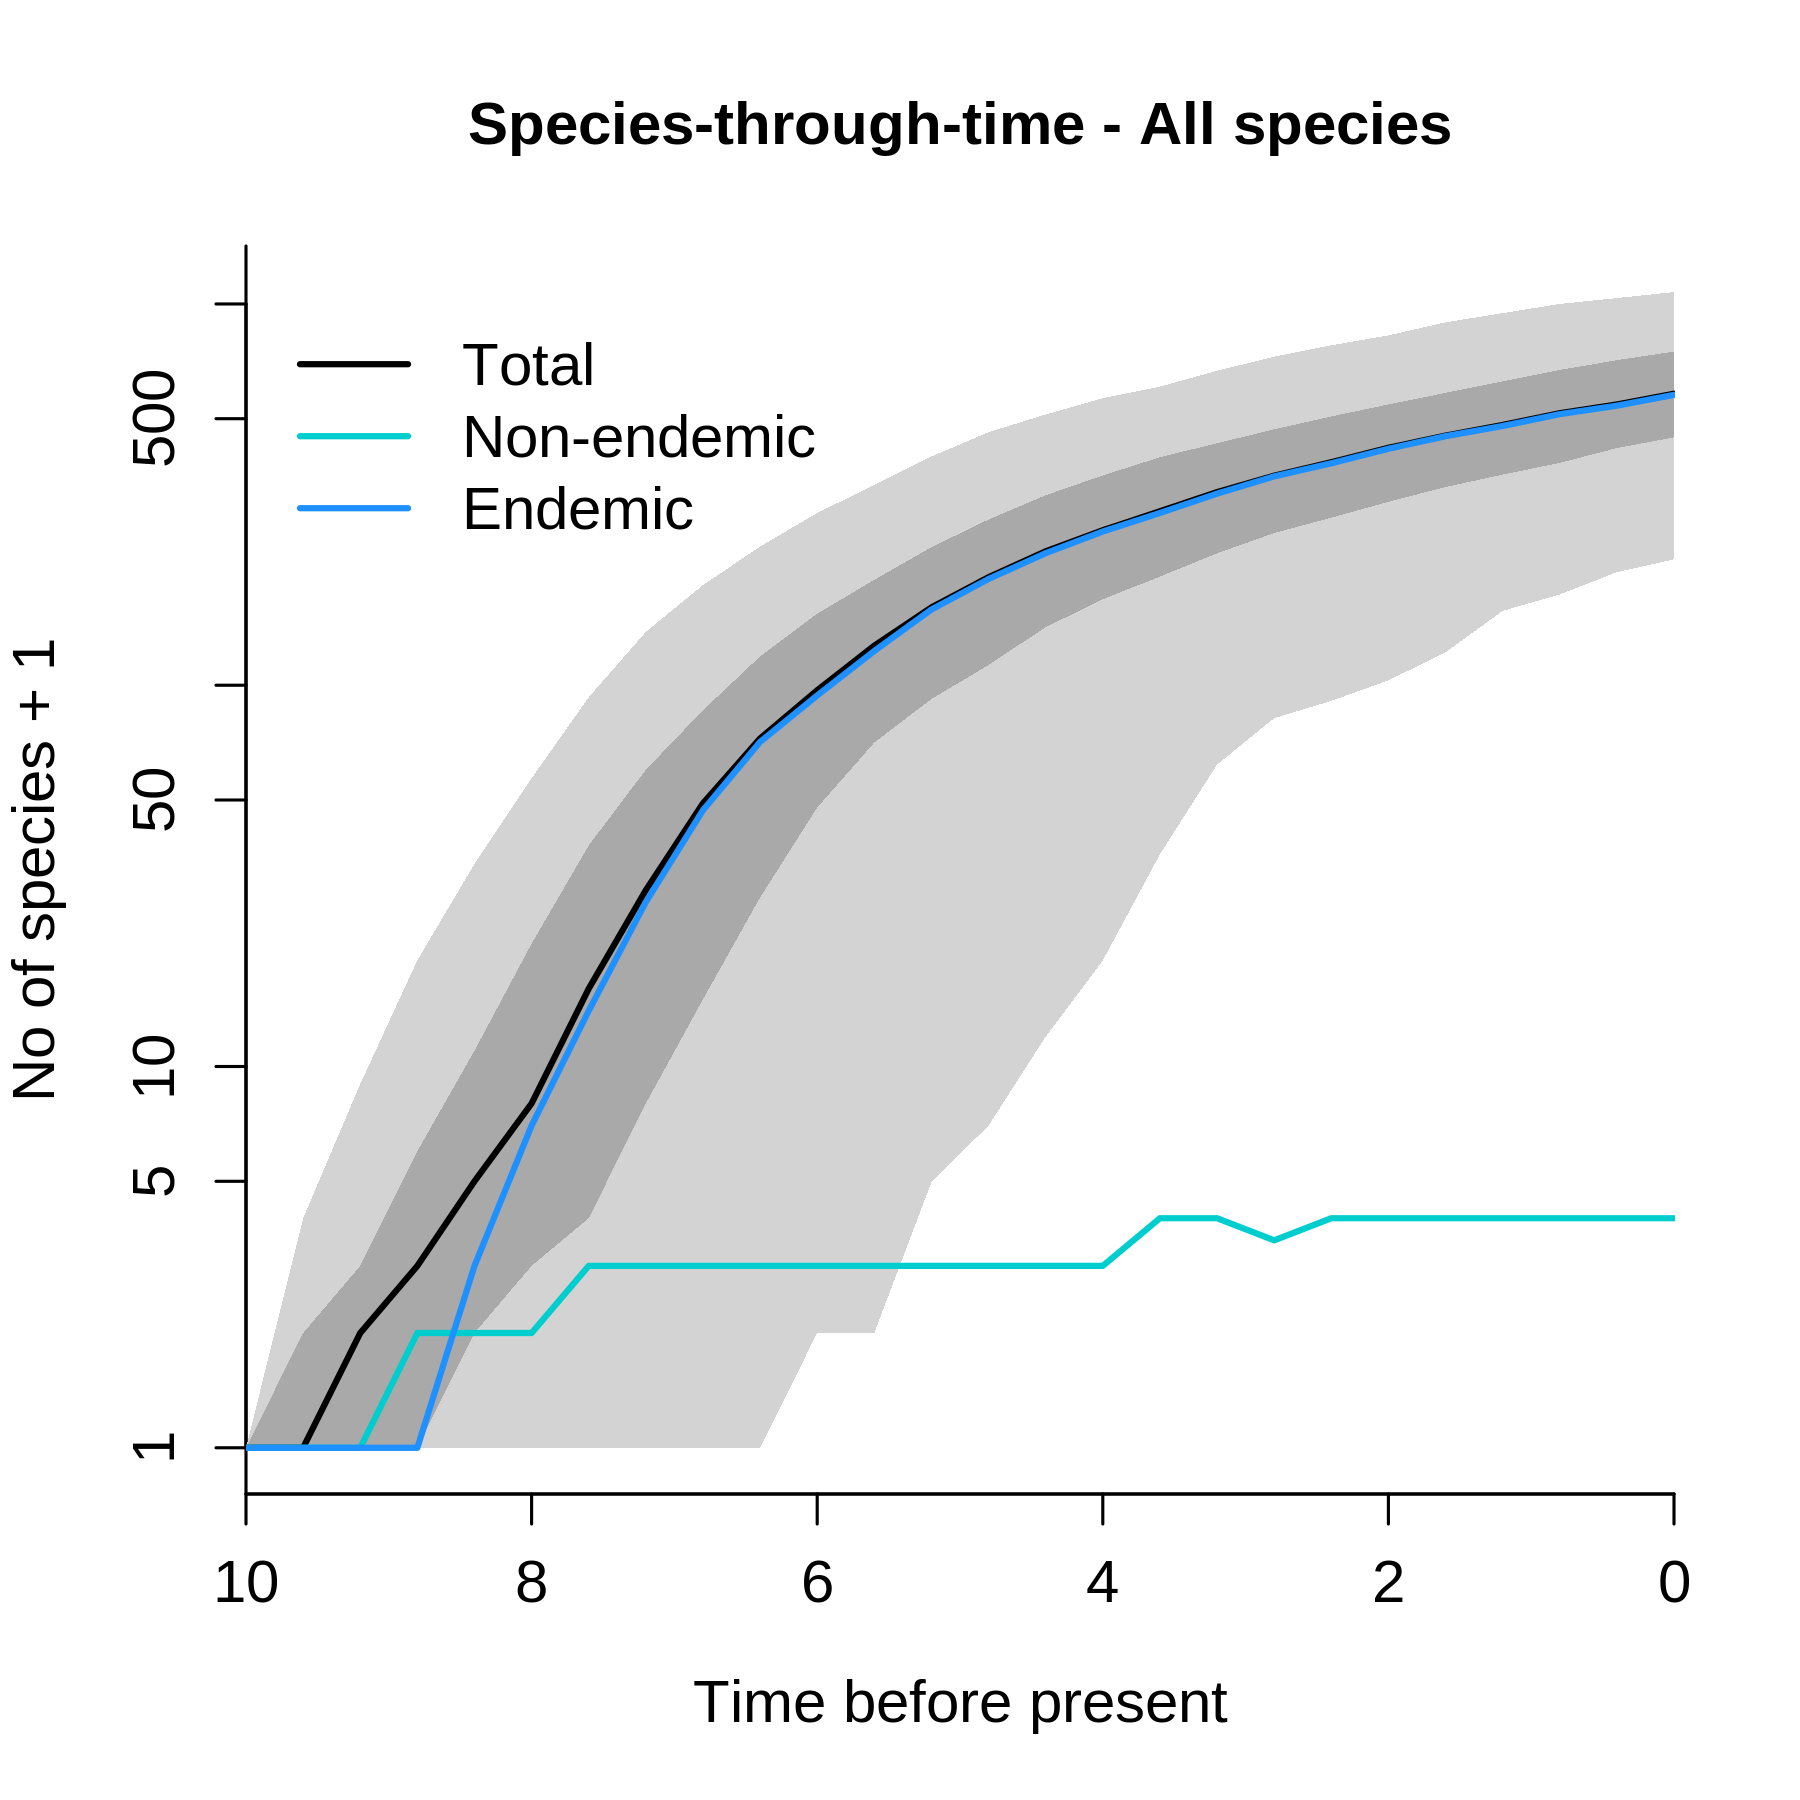 Species-through-time - All species
Total
Non-endemic
Endemic
No of species + 1
500
50
10
5
1
10 8 6 4 2 0
Time before present